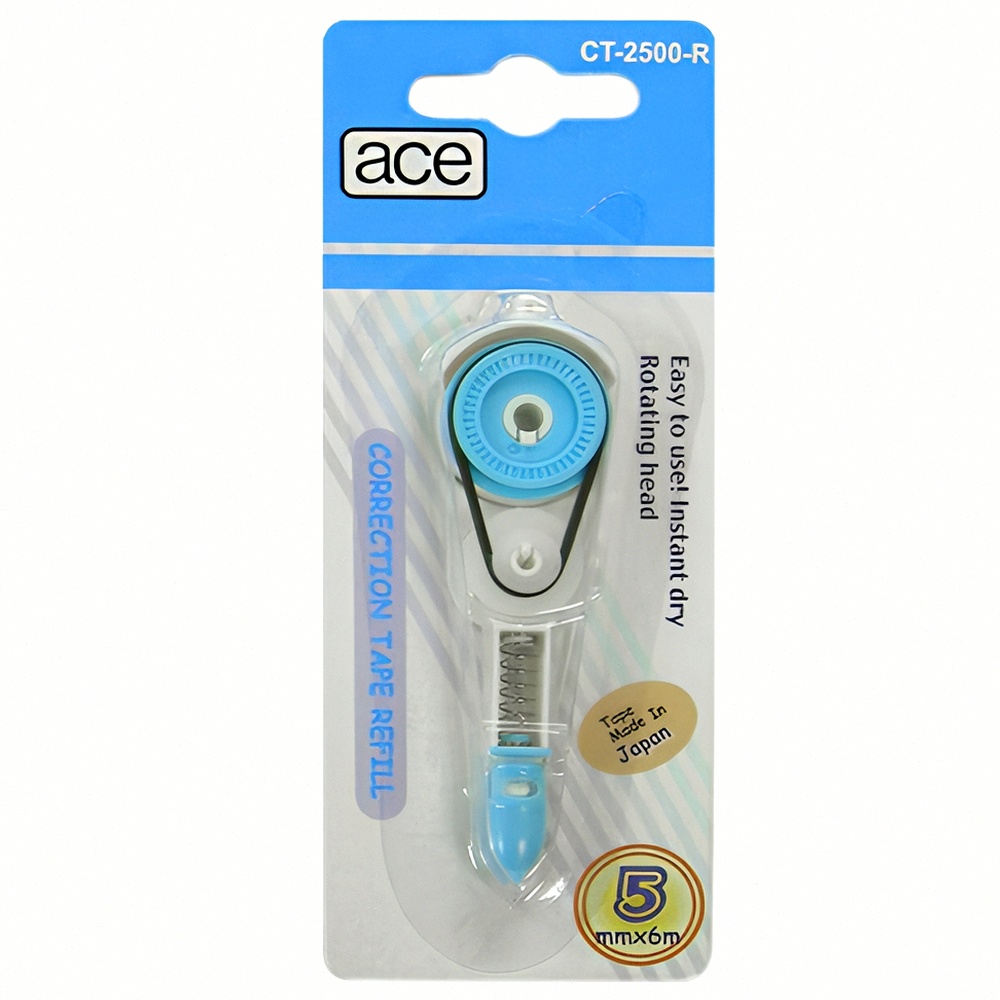 CT-2500-R
ace
Easy to use! Instant dry
Rotating head
CORRECTION TAPE REFILL
Tape
Made In
Japan
5
mmx6m